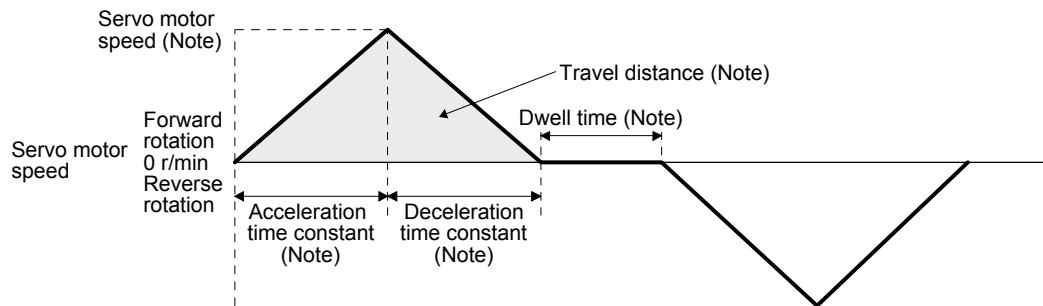 Servo motor
speed (Note)
Travel distance (Note)
Dwell time (Note)
Servo motor
speed
Forward
rotation
0 r/min
Reverse
rotation
Acceleration
time constant
(Note)
Deceleration
time constant
(Note)